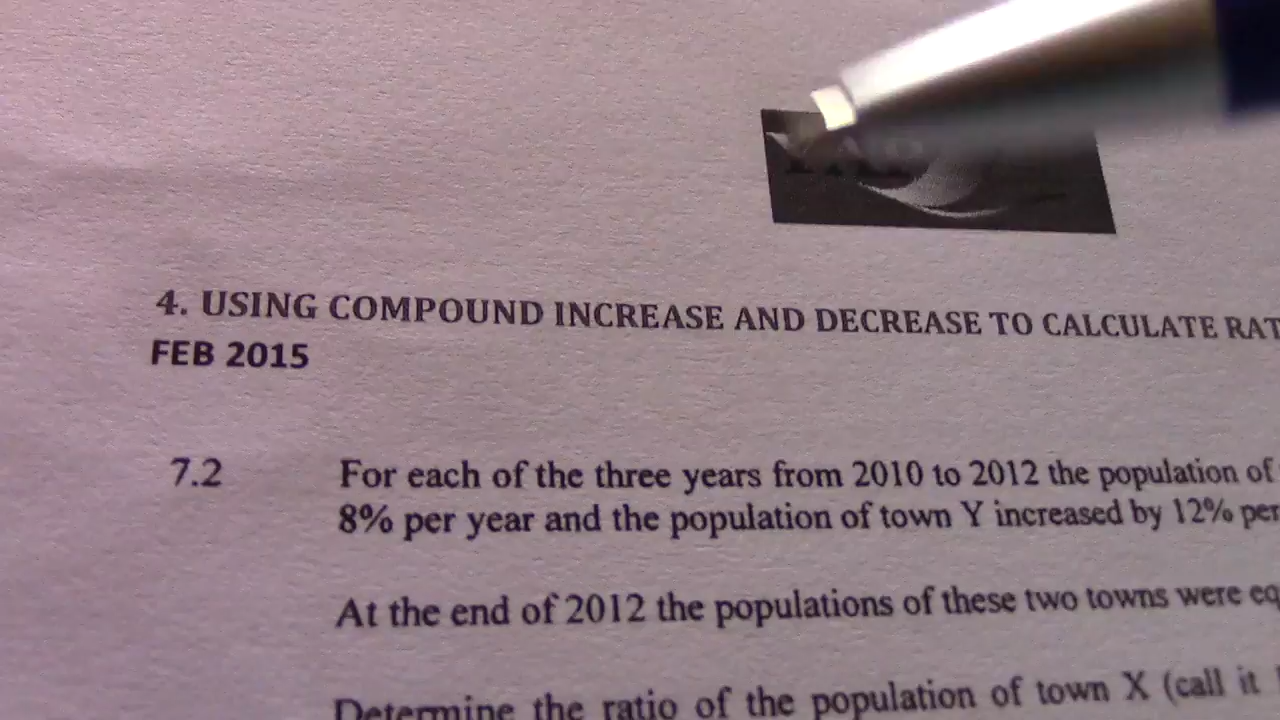 4. USING COMPOUND INCREASE AND DECREASE TO CALCULATE RAT
FEB 2015
7.2 For each of the three years from 2010 to 2012 the population of
8% per year and the population of town Y increased by 12% per
At the end of 2012 the populations of these two towns were eq
Determine the ratio of the population of town X (call it